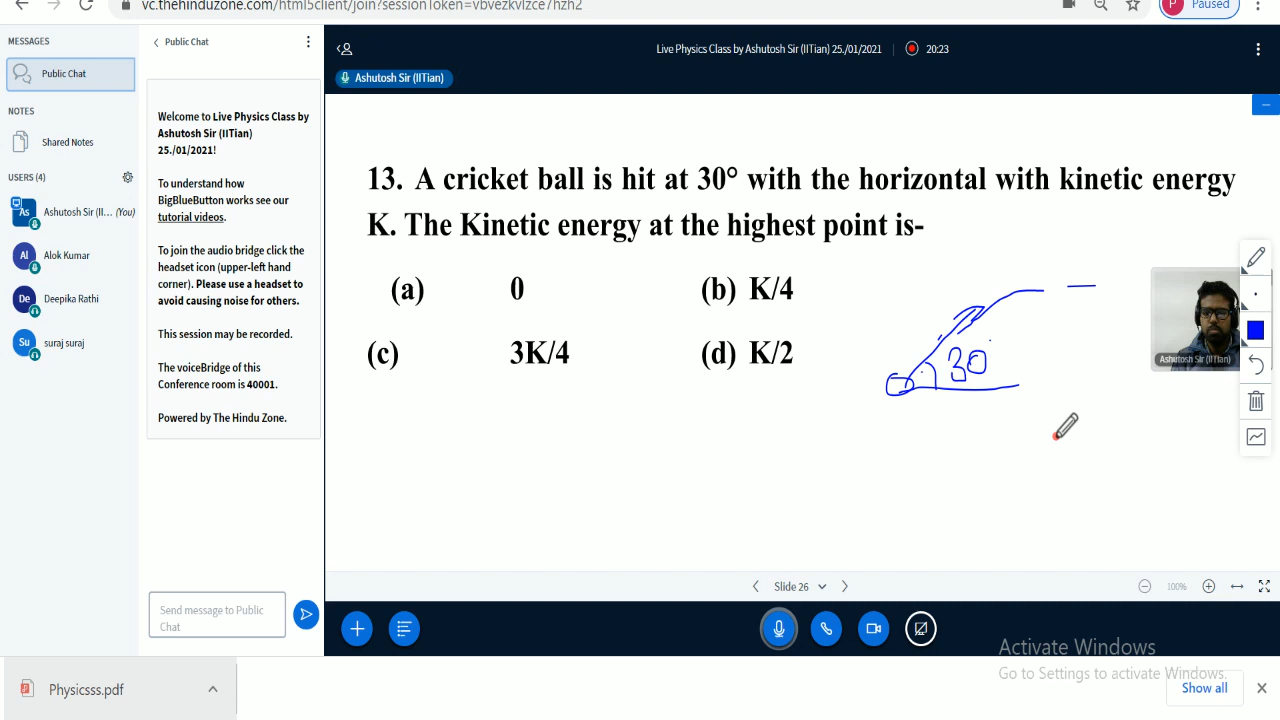 vc.thehinduzone.com/html5client/join?sessionToken=vbvezkvlzce7hzh2
P
Paused
MESSAGES
Public Chat
NOTES
Shared Notes
USERS (4)
As
Ashutosh Sir (II... (You)
Al
Alok Kumar
De
Deepika Rathi
Su
suraj suraj
Public Chat
Welcome to Live Physics Class by
Ashutosh Sir (IITian)
25./01/2021!
To understand how
BigBlueButton works see our
tutorial videos.
To join the audio bridge click the
headset icon (upper-left hand
corner). Please use a headset to
avoid causing noise for others.
This session may be recorded.
The voiceBridge of this
Conference room is 40001.
Powered by The Hindu Zone.
Send message to Public
Chat
Live Physics Class by Ashutosh Sir (IITian) 25./01/2021
20:23
Ashutosh Sir (IITian)
13. A cricket ball is hit at 30° with the horizontal with kinetic energy
K. The Kinetic energy at the highest point is-
(a) 0 (b) K/4
(c) 3K/4 (d) K/2
30
Ashutosh Sir (IITian)
Slide 26
100%
Activate Windows
Go to Settings to activate Windows.
Physicsss.pdf
Show all